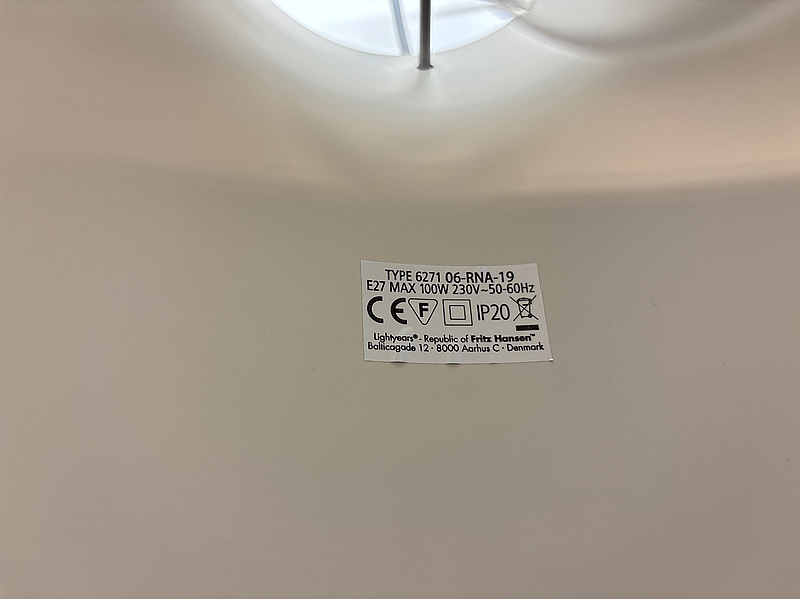 TYPE 6271 06-RNA-19
E27 MAX 100W 230V~50-60Hz
CE F IP20
Lightyears® - Republic of Fritz Hansen™
Balticagade 12 · 8000 Aarhus C · Denmark